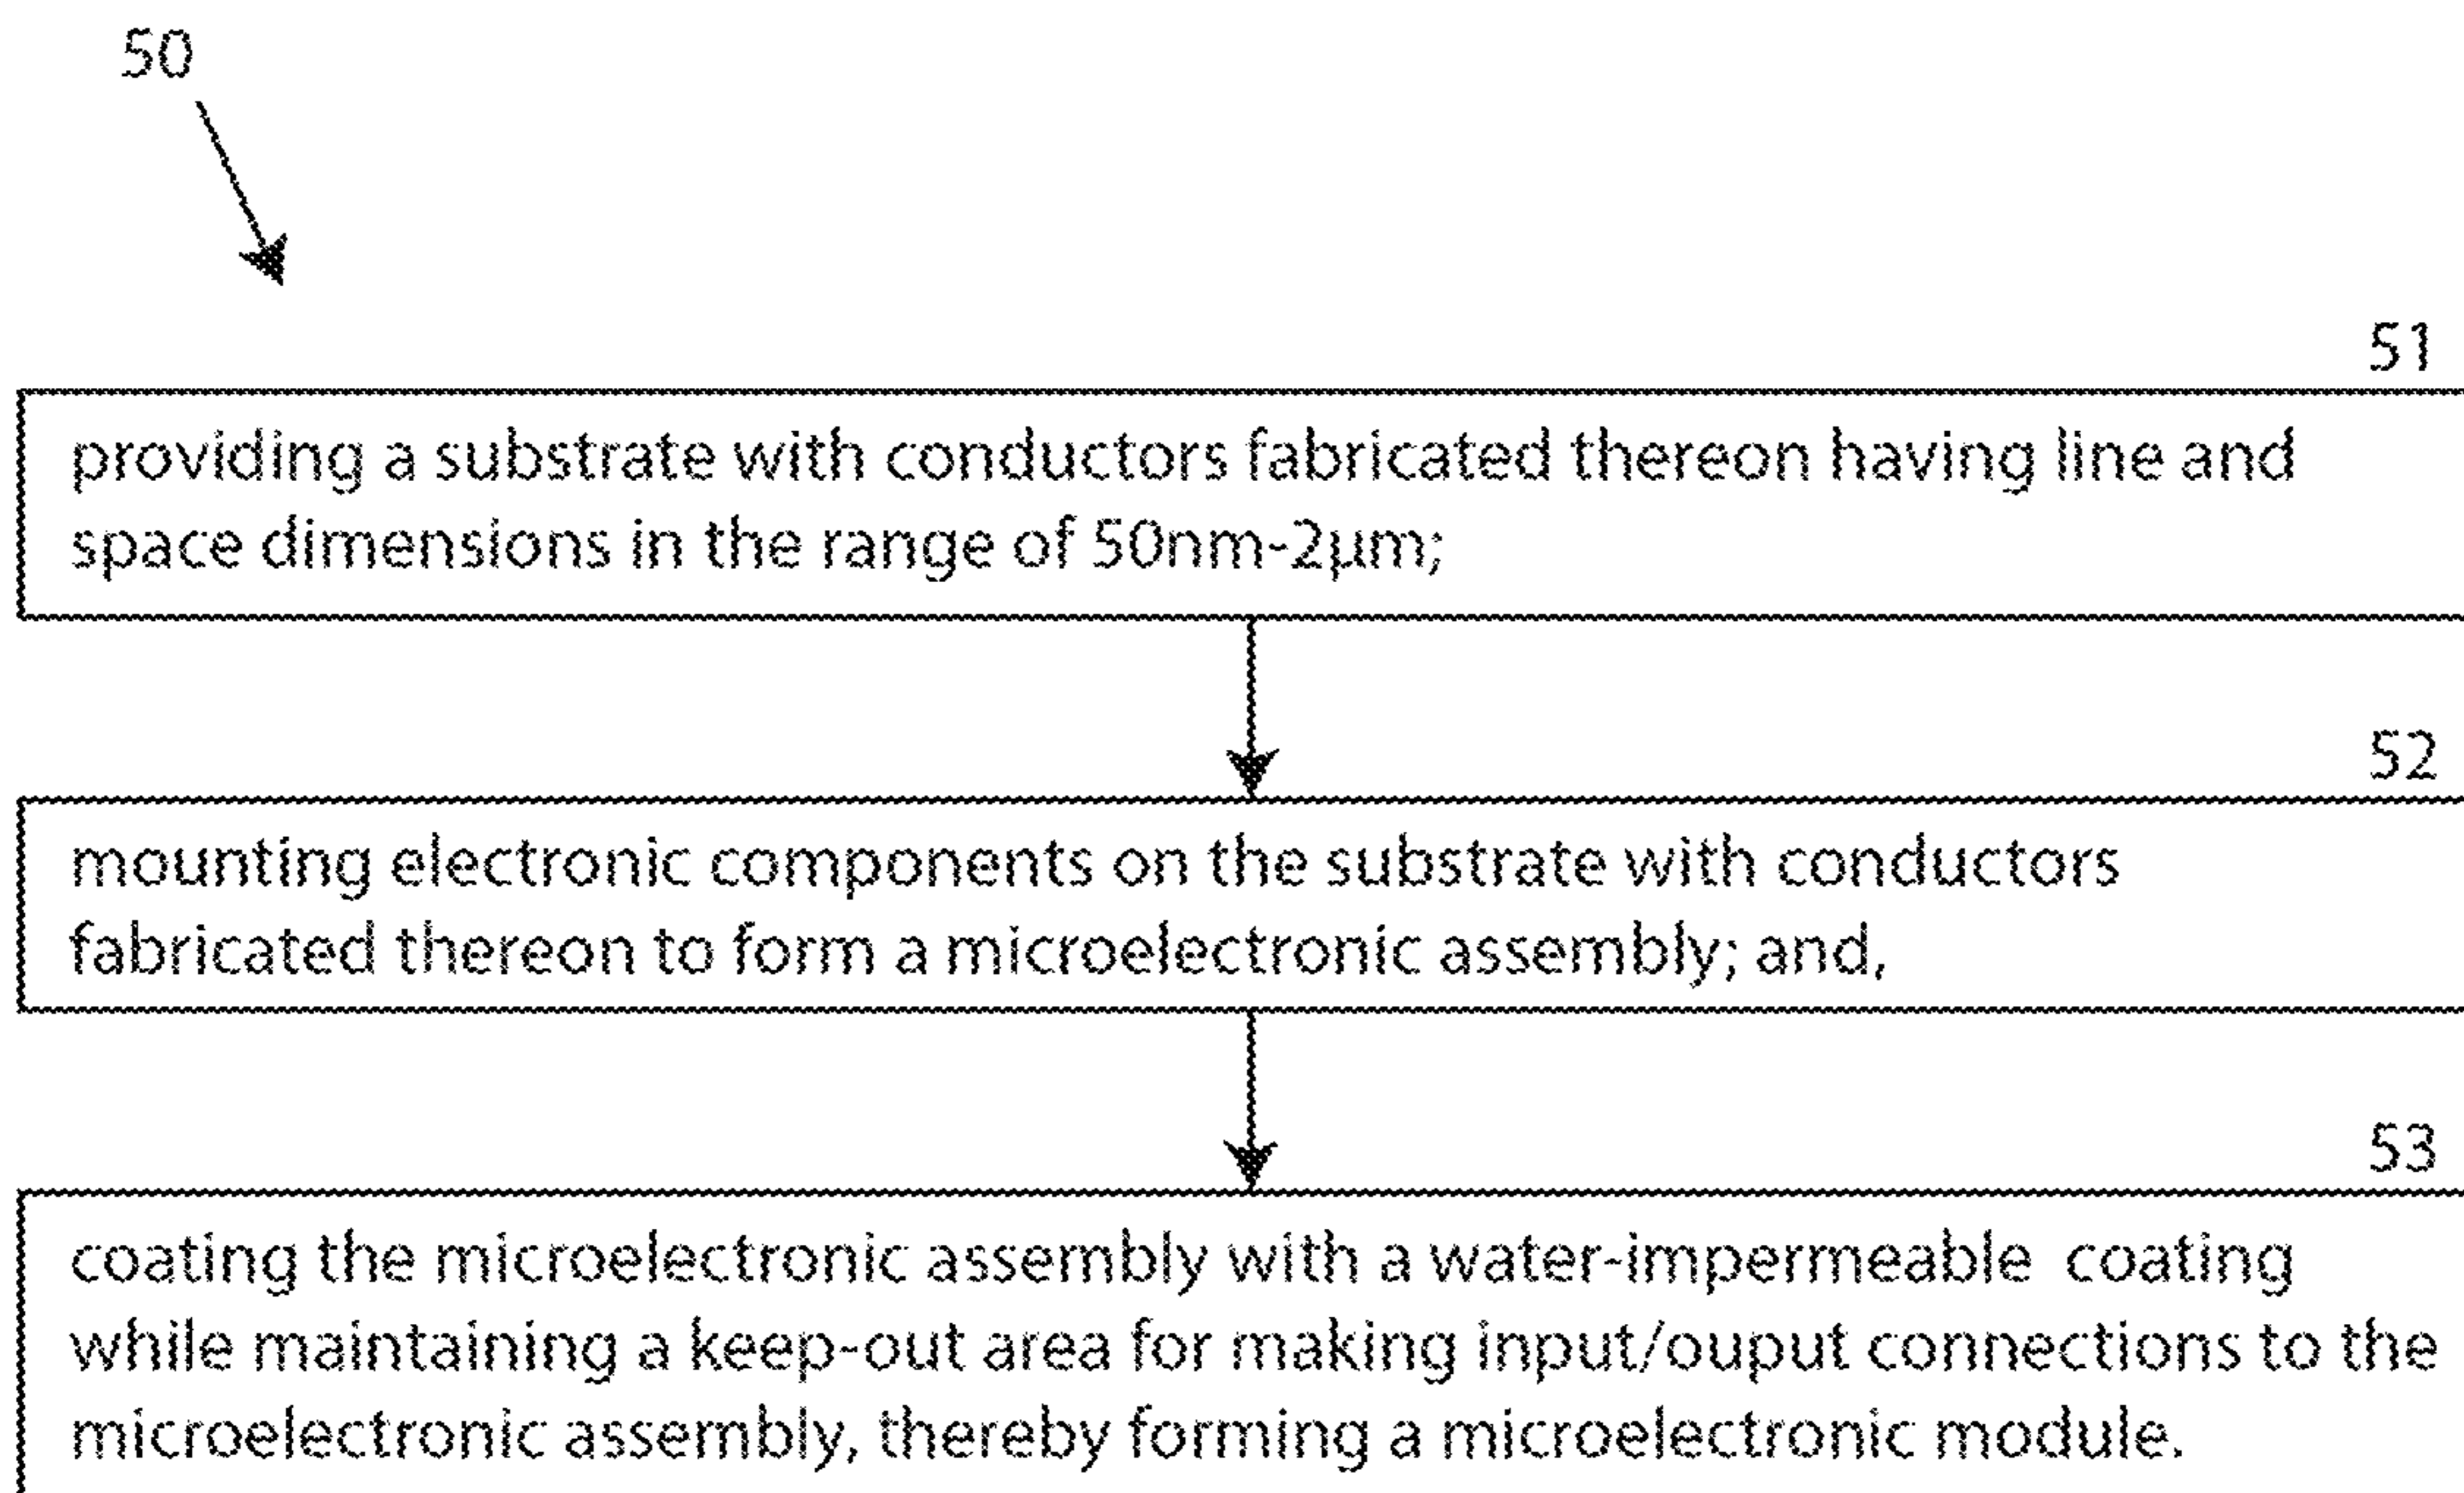 50
51
providing a substrate with conductors fabricated thereon having line and
space dimensions in the range of 50nm-2µm;
52
mounting electronic components on the substrate with conductors
fabricated thereon to form a microelectronic assembly; and,
53
coating the microelectronic assembly with a water-impermeable coating
while maintaining a keep-out area for making input/ouput connections to the
microelectronic assembly, thereby forming a microelectronic module.